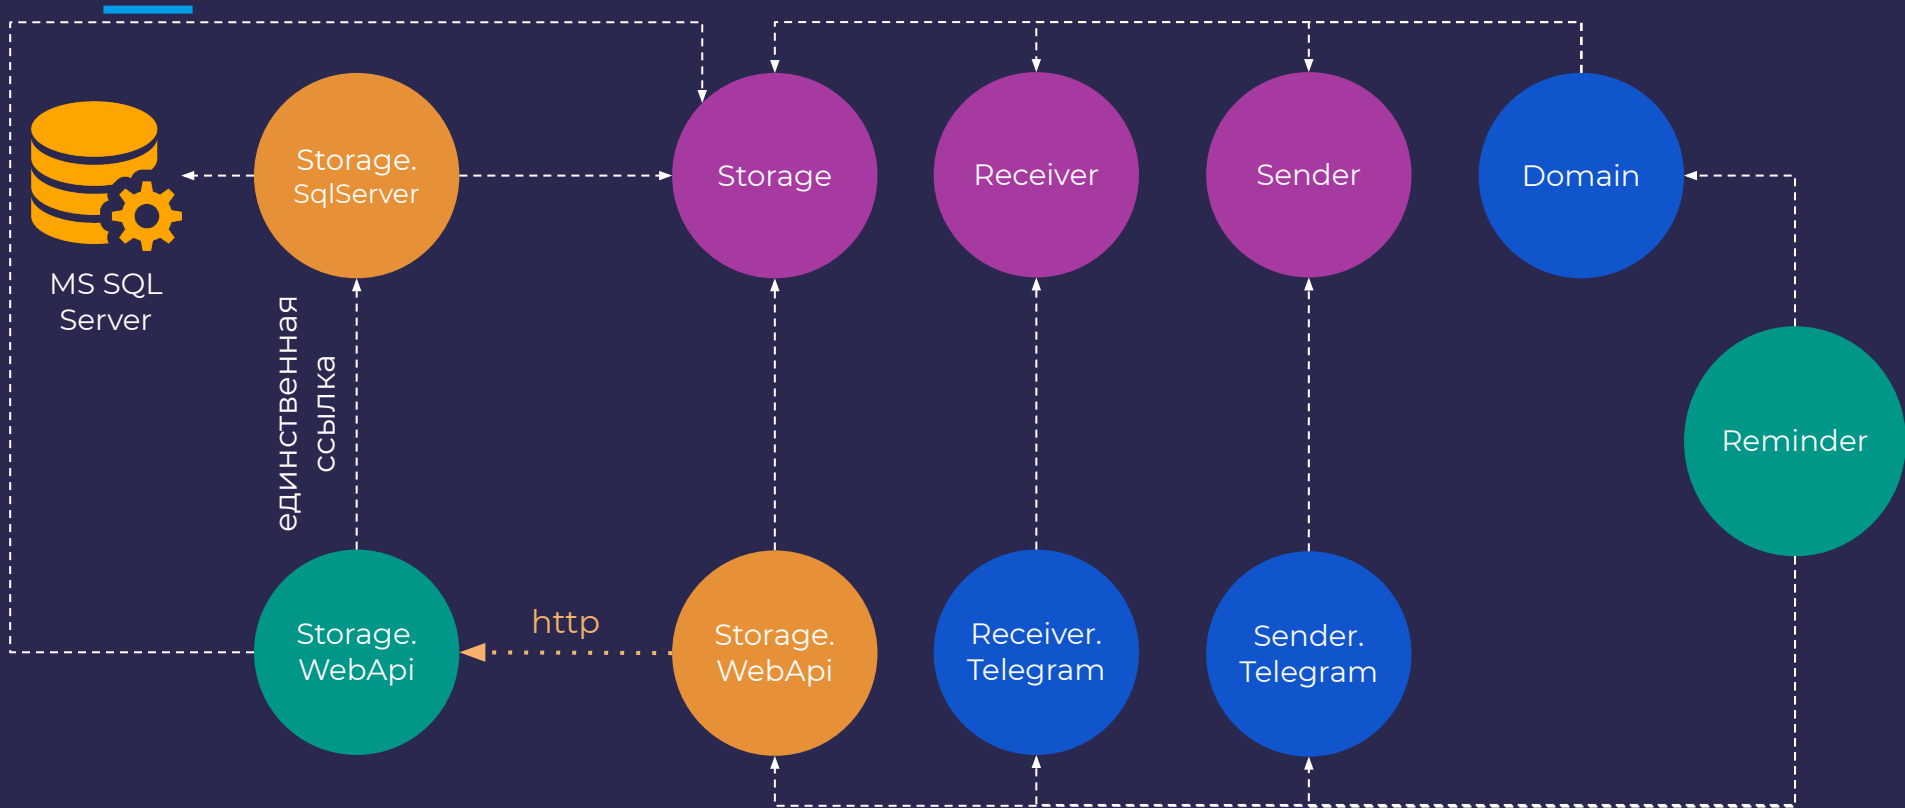 Storage.
SqlServer
Storage
Receiver
Sender
Domain
MS SQL
Server
единственная
ссылка
Reminder
http
Storage.
WebApi
Storage.
WebApi
Receiver.
Telegram
Sender.
Telegram